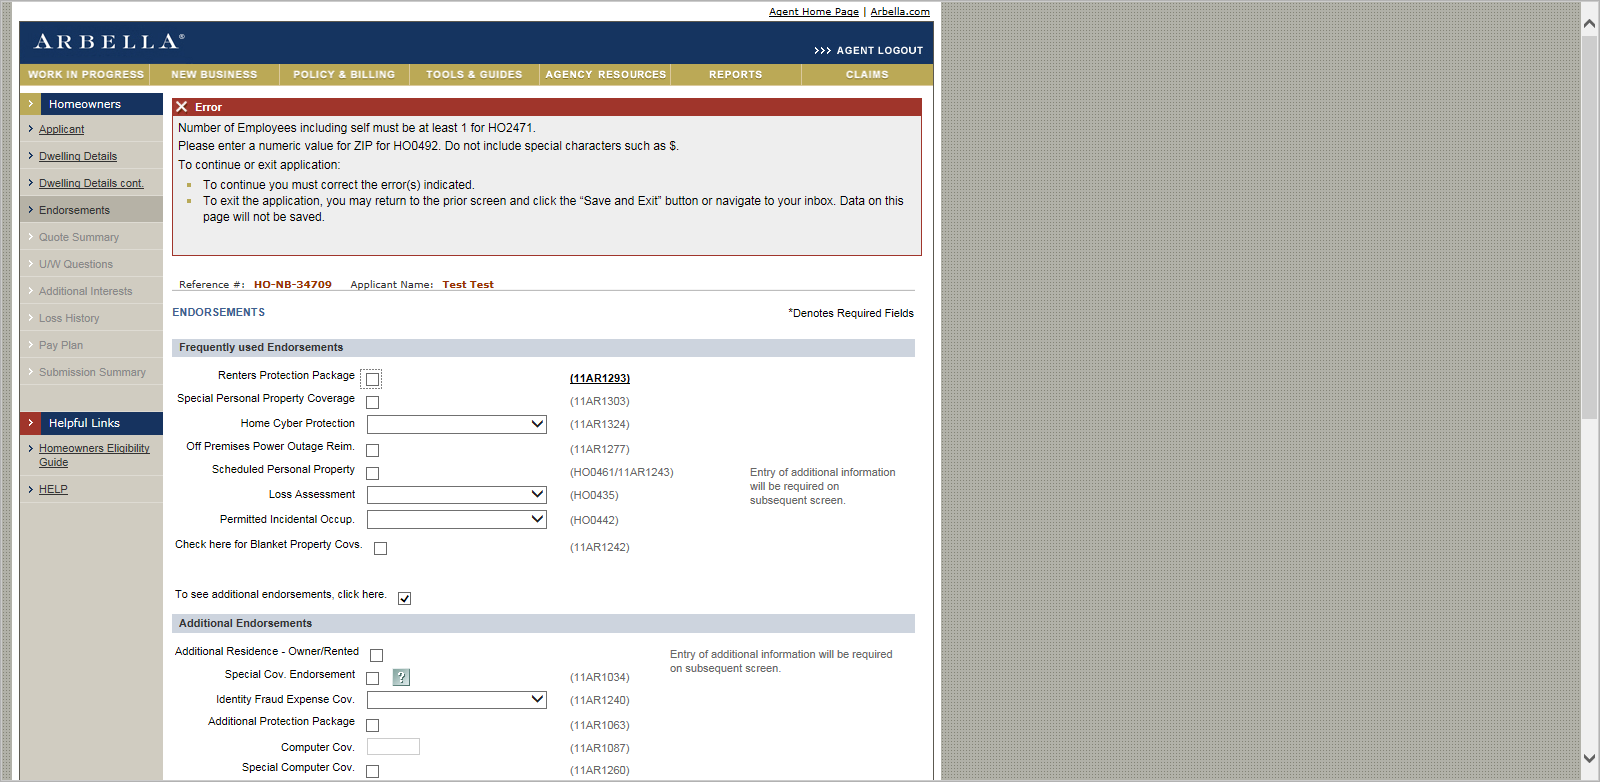 Agent Home Page | Arbella.com
ARBELLA®
>>> AGENT LOGOUT
WORK IN PROGRESS NEW BUSINESS POLICY & BILLING TOOLS & GUIDES AGENCY RESOURCES REPORTS CLAIMS
Homeowners
Applicant
Dwelling Details
Dwelling Details cont.
Endorsements
Quote Summary
U/W Questions
Additional Interests
Loss History
Pay Plan
Submission Summary
Helpful Links
Homeowners Eligibility
Guide
HELP
Error
Number of Employees including self must be at least 1 for HO2471.
Please enter a numeric value for ZIP for HO0492. Do not include special characters such as $.
To continue or exit application:
To continue you must correct the error(s) indicated.
To exit the application, you may return to the prior screen and click the “Save and Exit” button or navigate to your inbox. Data on this
page will not be saved.
Reference #: HO-NB-34709 Applicant Name: Test Test
ENDORSEMENTS
*Denotes Required Fields
Frequently used Endorsements
Renters Protection Package (11AR1293)
Special Personal Property Coverage (11AR1303)
Home Cyber Protection (11AR1324)
Off Premises Power Outage Reim. (11AR1277)
Scheduled Personal Property (HO0461/11AR1243) Entry of additional information
will be required on
subsequent screen.
Loss Assessment (HO0435)
Permitted Incidental Occup. (HO0442)
Check here for Blanket Property Covs. (11AR1242)
To see additional endorsements, click here.
Additional Endorsements
Additional Residence - Owner/Rented Entry of additional information will be required
on subsequent screen.
Special Cov. Endorsement ? (11AR1034)
Identity Fraud Expense Cov. (11AR1240)
Additional Protection Package (11AR1063)
Computer Cov. (11AR1087)
Special Computer Cov. (11AR1260)